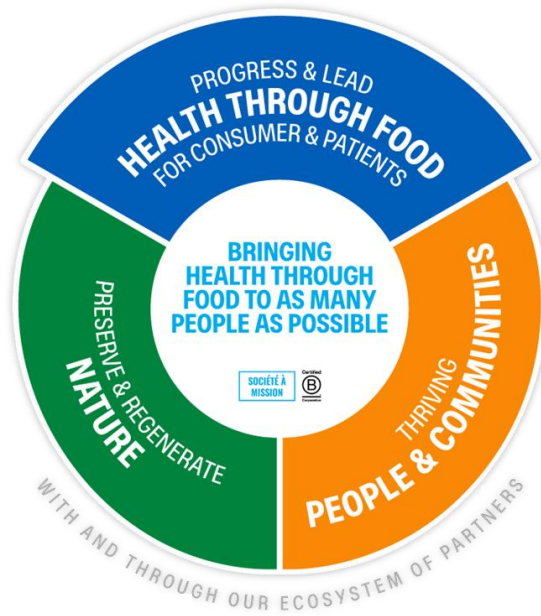 PROGRESS & LEAD
HEALTH THROUGH FOOD
FOR CONSUMER & PATIENTS
BRINGING
HEALTH THROUGH
FOOD TO AS MANY
PEOPLE AS POSSIBLE
SOCIÉTÉ À
MISSION
Certified
B
Corporation
PRESERVE & REGENERATE
NATURE
THRIVING
PEOPLE & COMMUNITIES
WITH AND THROUGH OUR ECOSYSTEM OF PARTNERS